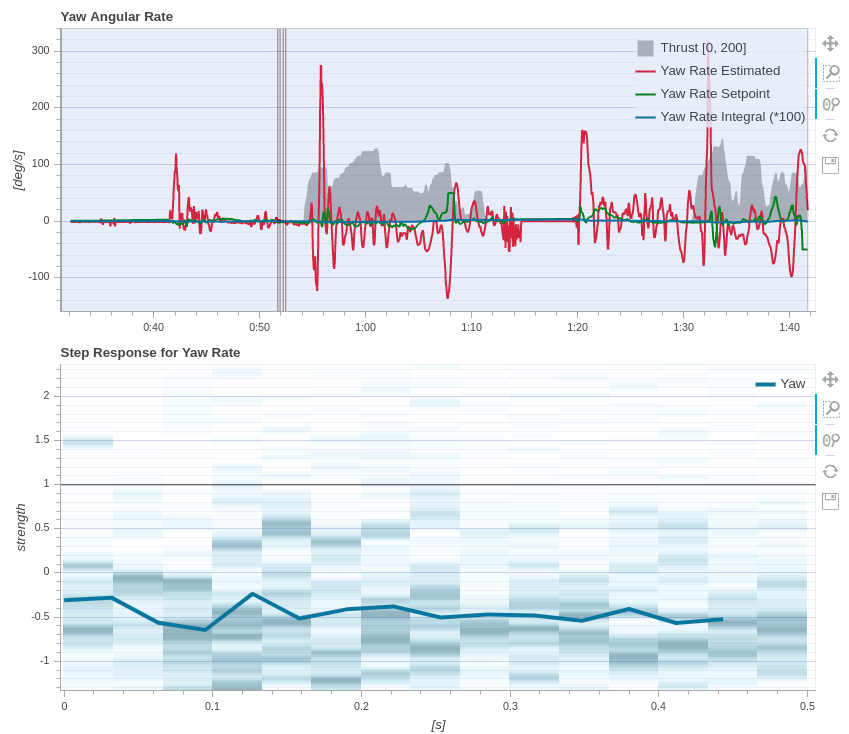 Yaw Angular Rate
300
200
100
0
-100
[deg/s]
Thrust [0, 200]
Yaw Rate Estimated
Yaw Rate Setpoint
Yaw Rate Integral (*100)
0:40
0:50
1:00
1:10
1:20
1:30
1:40
Step Response for Yaw Rate
2
1.5
1
0.5
0
-0.5
-1
strength
Yaw
0
0.1
0.2
0.3
0.4
0.5
[s]